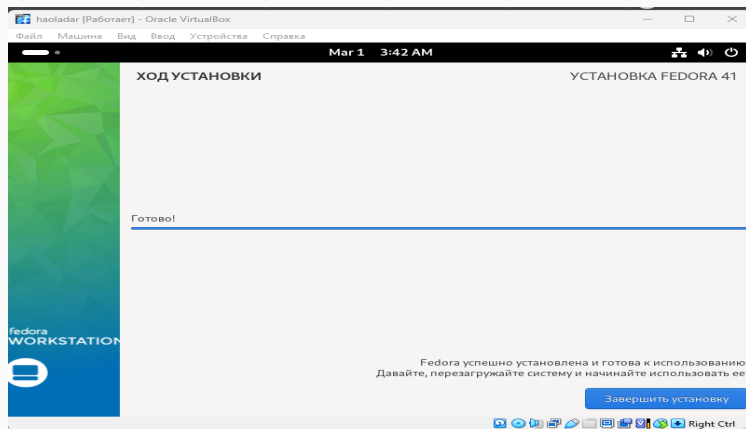 haoladar [Работает] - Oracle VirtualBox
Файл Машина Вид Ввод Устройства Справка
Mar 1 3:42 AM
ХОД УСТАНОВКИ
УСТАНОВКА FEDORA 41
Готово!
fedora
WORKSTATION
Fedora успешно установлена и готова к использованию
Давайте, перезагружайте систему и начинайте использовать ее
Завершить установку
Right Ctrl